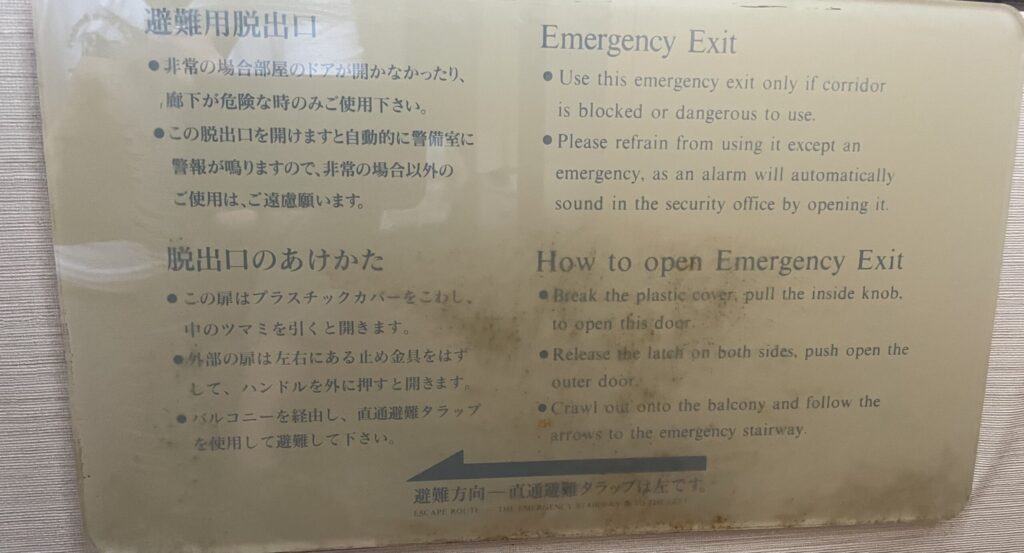 避難用脱出口
●非常の場合部屋のドアが開かなかったり、
廊下が危険な時のみご使用下さい。
●この脱出口を開けますと自動的に警備室に
警報が鳴りますので、非常の場合以外の
ご使用は、ご遠慮願います。
脱出口のあけかた
●この扉はプラスチックカバーをこわし、
中のツマミを引くと開きます。
●外部の扉は左右にある止め金具をはず
して、ハンドルを外に押すと開きます。
●バルコニーを経由し、直通避難タラップ
を使用して避難して下さい。
Emergency Exit
●Use this emergency exit only if corridor
is blocked or dangerous to use.
●Please refrain from using it except an
emergency, as an alarm will automatically
sound in the security office by opening it.
How to open Emergency Exit
●Break the plastic cover, pull the inside knob,
to open this door.
●Release the latch on both sides, push open the
outer door.
●Crawl out onto the balcony and follow the
arrows to the emergency stairway.
避難方向―直通避難タラップは左です。
ESCAPE ROUTE — THE EMERGENCY STAIRWAY IS TO THE LEFT